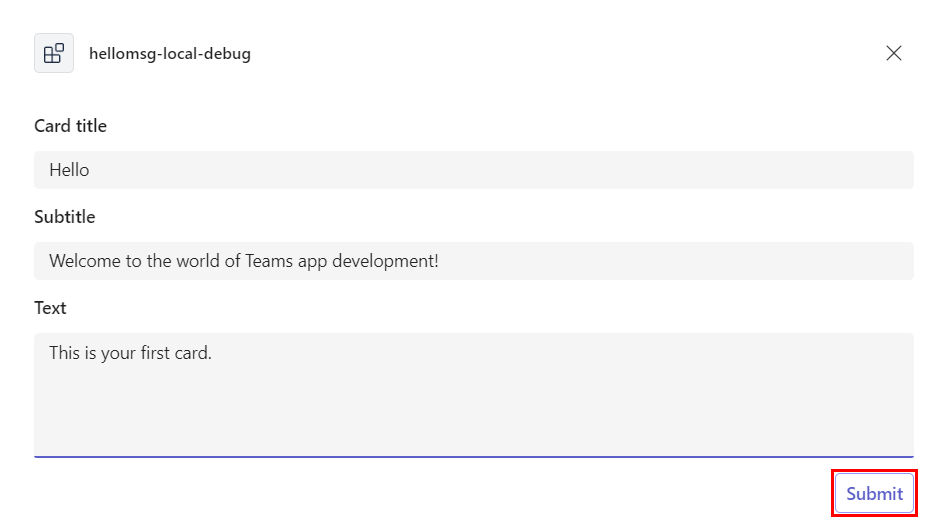 hellomsg-local-debug
Card title
Hello
Subtitle
Welcome to the world of Teams app development!
Text
This is your first card.
Submit